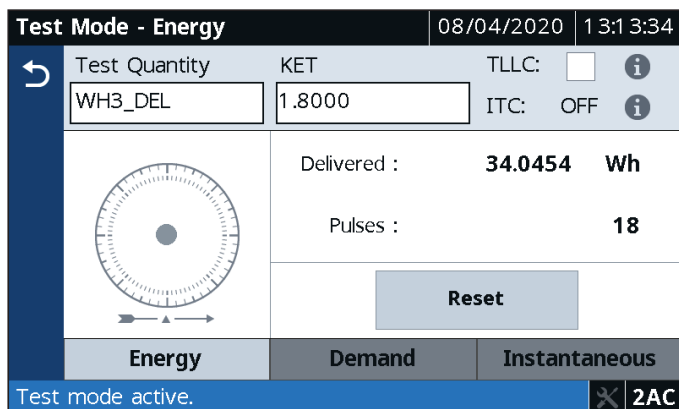 Test Mode - Energy 08/04/2020 13:13:34
Test Quantity KET TLLC:
WH3_DEL 1.8000 ITC: OFF
Delivered : 34.0454 Wh
Pulses : 18
Reset
Energy Demand Instantaneous
Test mode active. 2AC